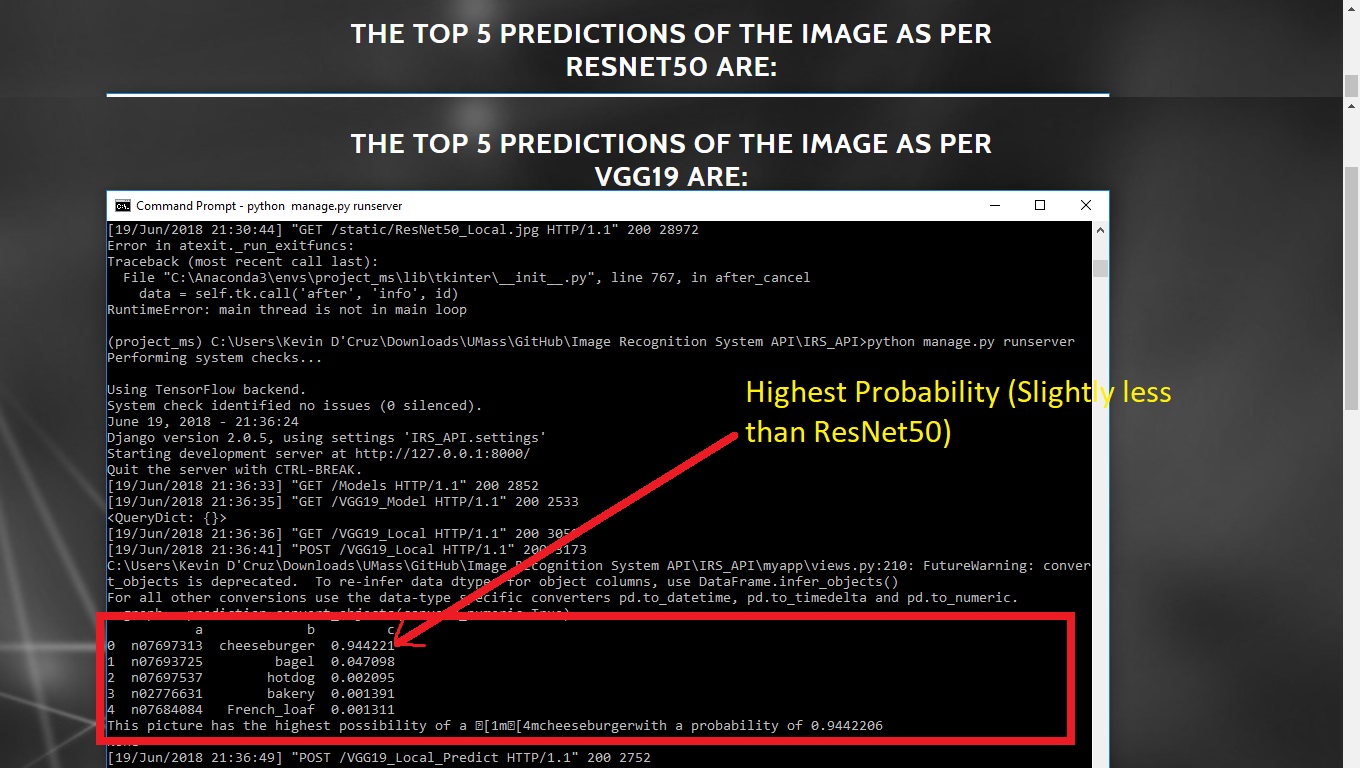 THE TOP 5 PREDICTIONS OF THE IMAGE AS PER
RESNET50 ARE:
THE TOP 5 PREDICTIONS OF THE IMAGE AS PER
VGG19 ARE:
Command Prompt - python  manage.py runserver
[19/Jun/2018 21:30:44] "GET /static/ResNet50_Local.jpg HTTP/1.1" 200 28972
Error in atexit._run_exitfuncs:
Traceback (most recent call last):
  File "C:\Anaconda3\envs\project_ms\lib\tkinter\__init__.py", line 767, in after_cancel
    data = self.tk.call('after', 'info', id)
RuntimeError: main thread is not in main loop
(project_ms) C:\Users\Kevin D'Cruz\Downloads\UMass\GitHub\Image Recognition System API\IRS_API>python manage.py runserver
Performing system checks...
Using TensorFlow backend.
System check identified no issues (0 silenced).
June 19, 2018 - 21:36:24
Django version 2.0.5, using settings 'IRS_API.settings'
Starting development server at http://127.0.0.1:8000/
Quit the server with CTRL-BREAK.
Highest Probability (Slightly less
than ResNet50)
[19/Jun/2018 21:36:33] "GET /Models HTTP/1.1" 200 2852
[19/Jun/2018 21:36:35] "GET /VGG19_Model HTTP/1.1" 200 2533
<QueryDict: {}>
[19/Jun/2018 21:36:36] "GET /VGG19_Local HTTP/1.1" 200
[19/Jun/2018 21:36:41] "POST /VGG19_Local HTTP/1.1" 200 3173
C:\Users\Kevin D'Cruz\Downloads\UMass\GitHub\Image Recognition System API\IRS_API\myapp\views.py:210: FutureWarning: conver
t_objects is deprecated.  To re-infer data dtypes for object columns, use DataFrame.infer_objects()
For all other conversions use the data-type specific converters pd.to_datetime, pd.to_timedelta and pd.to_numeric.
a b c
0  n07697313  cheeseburger  0.944221
1  n07693725  bagel  0.047098
2  n07697537  hotdog  0.002095
3  n02776631  bakery  0.001391
4  n07684084  French_loaf  0.001311
This picture has the highest possibility of a [1m[4mcheeseburgerwith a probability of 0.9442206
[19/Jun/2018 21:36:49] "POST /VGG19_Local_Predict HTTP/1.1" 200 2752